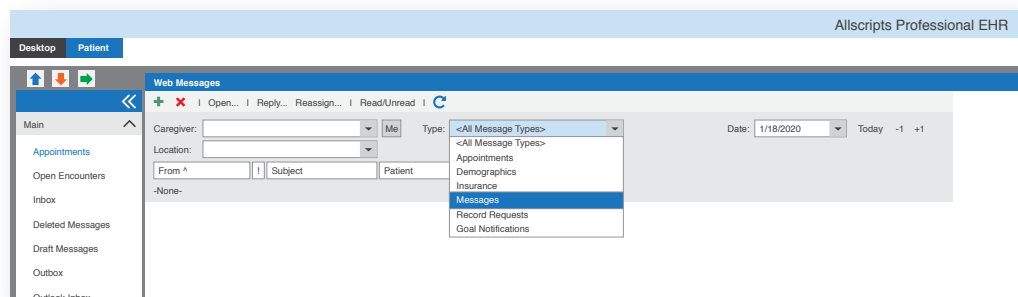 Allscripts Professional EHR
Desktop Patient
Web Messages
I Open... I Reply... Reassign... I Read/Unread I
Main
Caregiver: Me Type: <All Message Types> Date: 1/18/2020 Today -1 +1
<All Message Types>
Location:
Appointments
Appointments
Demographics
From ^ ! Subject Patient
Open Encounters
Insurance
-None-
Messages
Inbox
Record Requests
Deleted Messages
Goal Notifications
Draft Messages
Outbox
Outlook Inbox